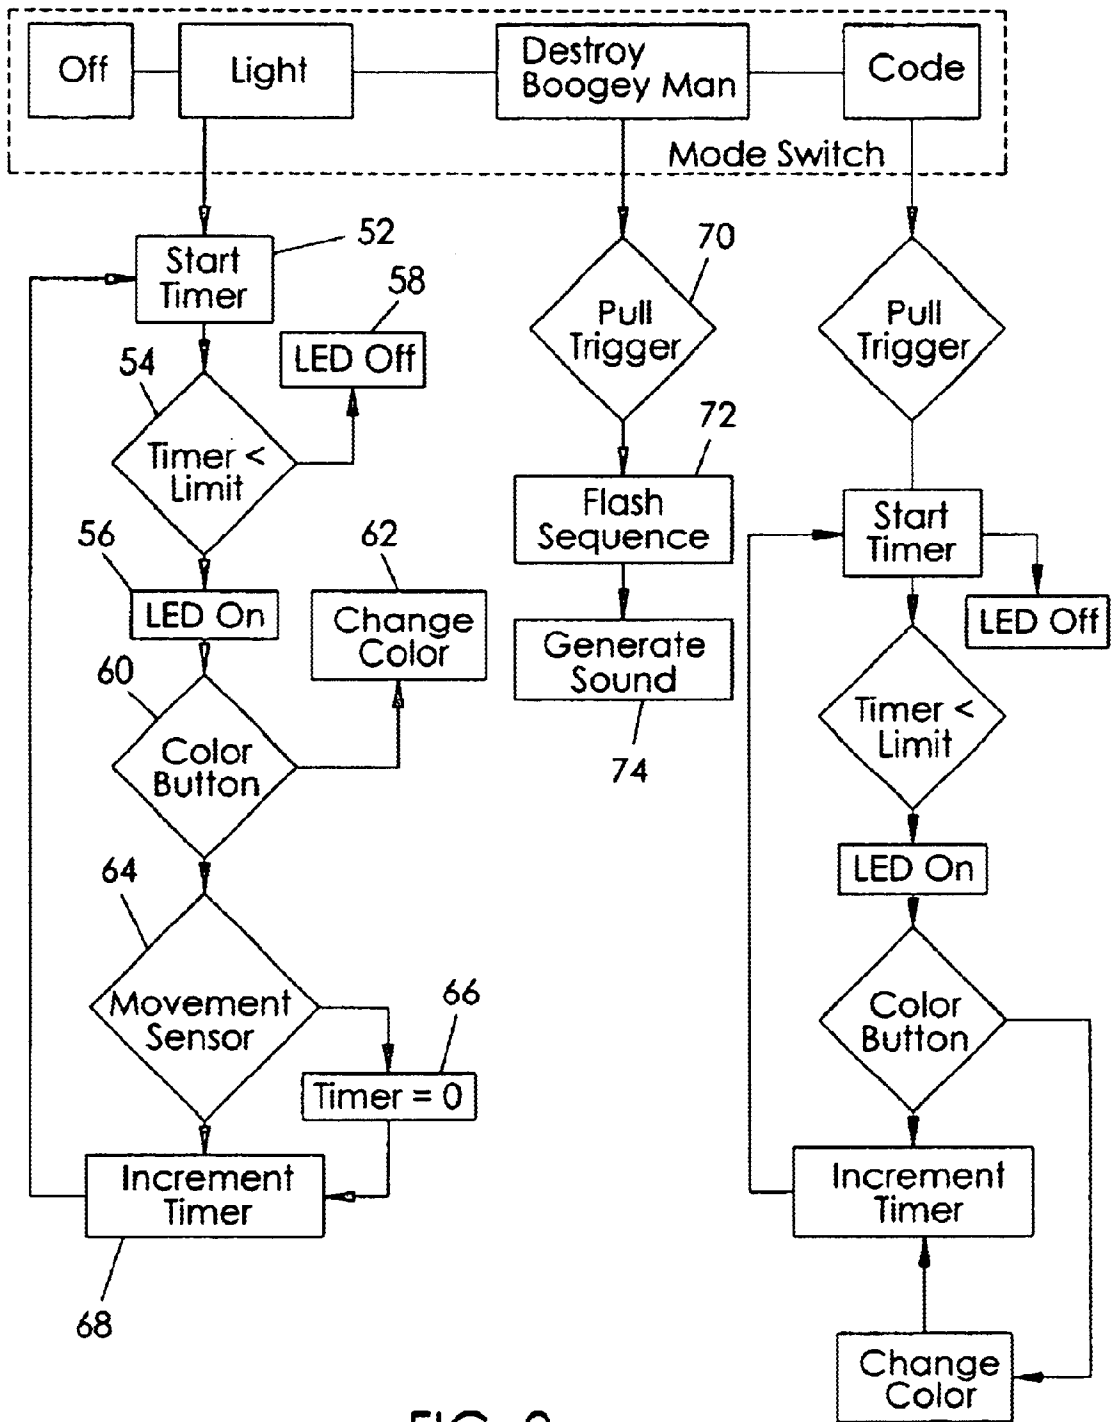 Off
Light
Destroy
Boogey Man
Code
Mode Switch
52
Start
Timer
58
LED Off
54
Timer <
Limit
56
LED On
62
Change
Color
60
Color
Button
64
Movement
Sensor
66
Timer = 0
Increment
Timer
68
70
Pull
Trigger
72
Flash
Sequence
Generate
Sound
74
Pull
Trigger
Start
Timer
LED Off
Timer <
Limit
LED On
Color
Button
Increment
Timer
Change
Color